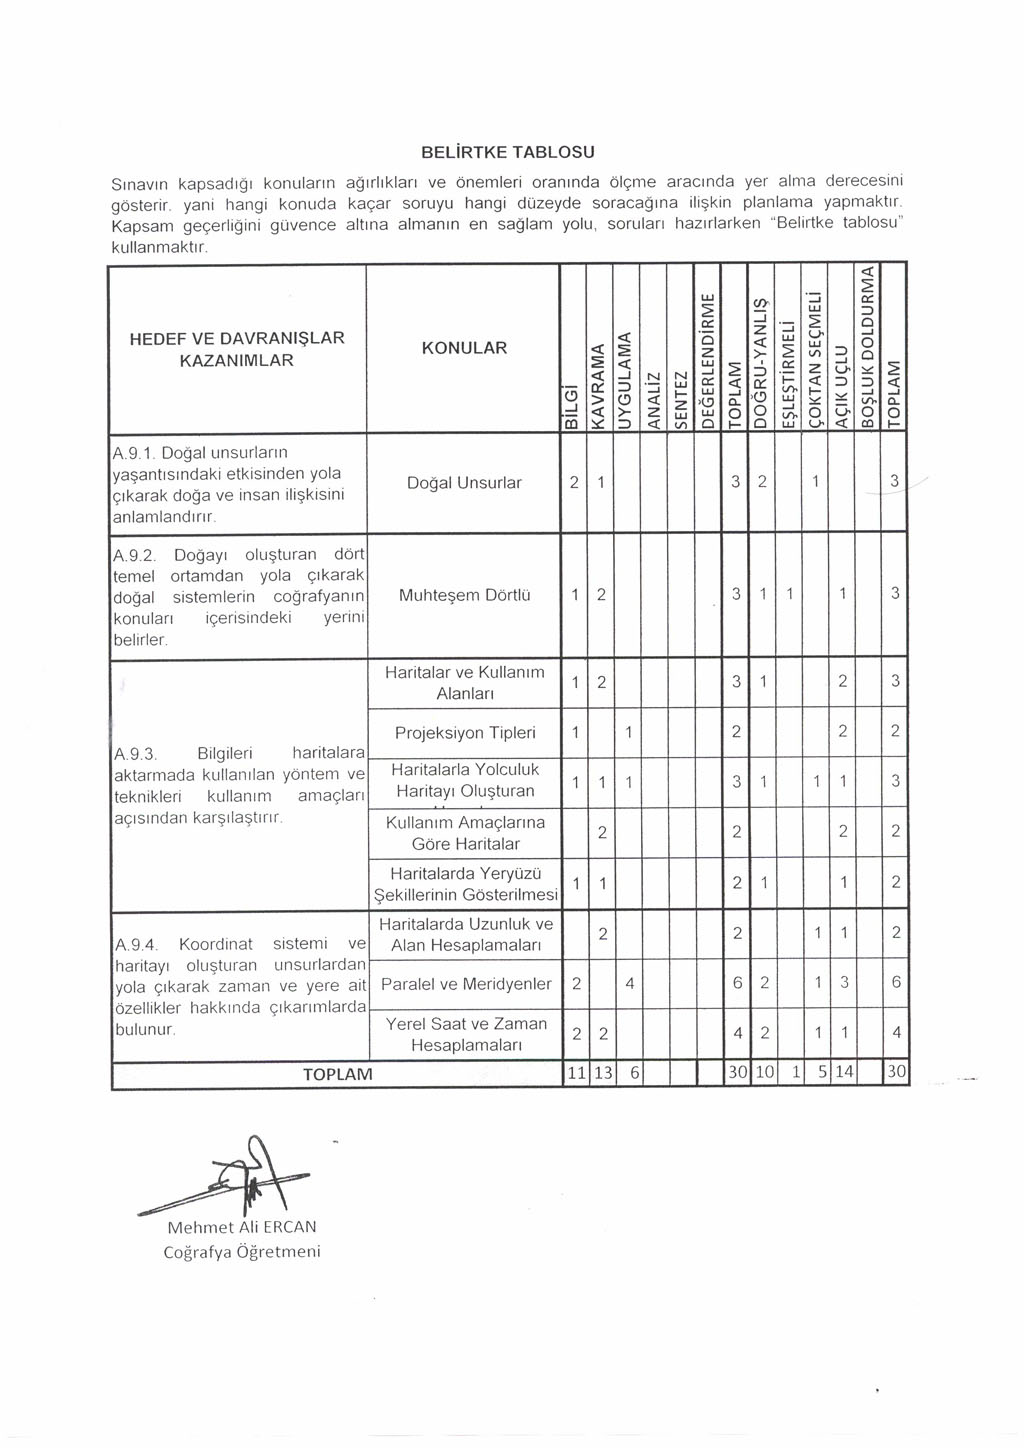 BELİRTKE TABLOSU
Sınavın kapsadığı konuların ağırlıkları ve önemleri oranında ölçme aracında yer alma derecesini
gösterir. yani hangi konuda kaçar soruyu hangi düzeyde soracağına ilişkin planlama yapmaktır.
Kapsam geçerliğini güvence altına almanın en sağlam yolu, soruları hazırlarken “Belirtke tablosu”
kullanmaktır.
HEDEF VE DAVRANIŞLAR
KAZANIMLAR
KONULAR
BİLGİ
KAVRAMA
UYGULAMA
ANALİZ
SENTEZ
DEĞERLENDİRME
TOPLAM
DOĞRU-YANLIŞ
EŞLEŞTİRMELİ
ÇOKTAN SEÇMELİ
AÇIK UÇLU
BOŞLUK DOLDURMA
TOPLAM
A.9.1. Doğal unsurların
yaşantısındaki etkisinden yola
çıkarak doğa ve insan ilişkisini
anlamlandırır.
Doğal Unsurlar 2 1 3 2 1 3
A.9.2. Doğayı oluşturan dört
temel ortamdan yola çıkarak
doğal sistemlerin coğrafyanın
konuları içerisindeki yerini
belirler.
Muhteşem Dörtlü 1 2 3 1 1 1 3
A.9.3. Bilgileri haritalara
aktarmada kullanılan yöntem ve
teknikleri kullanım amaçları
açısından karşılaştırır.
Haritalar ve Kullanım
Alanları
1 2 3 1 2 3
Projeksiyon Tipleri 1 1 2 2 2
Haritalarla Yolculuk
Haritayı Oluşturan
1 1 1 3 1 1 1 3
Kullanım Amaçlarına
Göre Haritalar
2 2 2 2
Haritalarda Yeryüzü
Şekillerinin Gösterilmesi
1 1 2 1 1 2
A.9.4. Koordinat sistemi ve
haritayı oluşturan unsurlardan
yola çıkarak zaman ve yere ait
özellikler hakkında çıkarımlarda
bulunur.
Haritalarda Uzunluk ve
Alan Hesaplamaları
2 2 1 1 2
Paralel ve Meridyenler 2 4 6 2 1 3 6
Yerel Saat ve Zaman
Hesaplamaları
2 2 4 2 1 1 4
TOPLAM 11 13 6 30 10 1 5 14 30
Mehmet Ali ERCAN
Coğrafya Öğretmeni